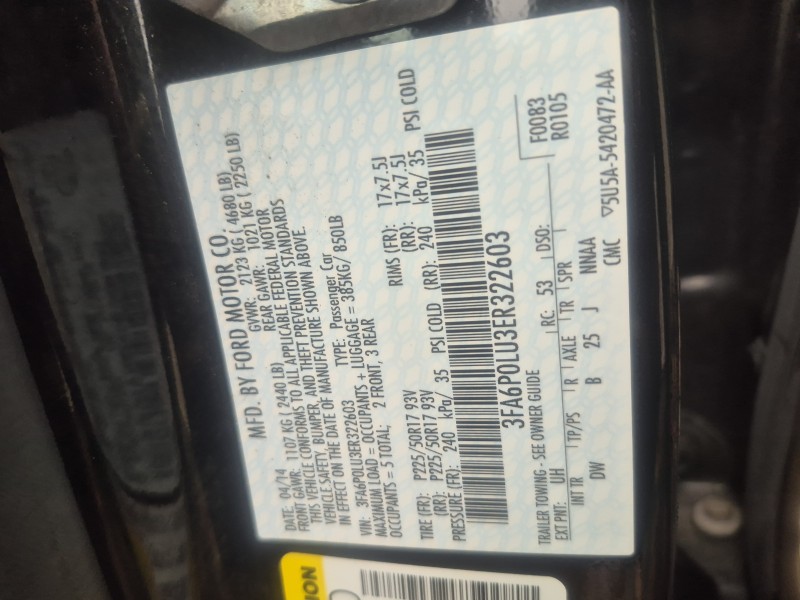 MFD. BY FORD MOTOR CO.
DATE: 04/14 GVWR: 2123 KG ( 4680 LB)
FRONT GAWR: 1107 KG ( 2440 LB) REAR GAWR: 1021 KG ( 2250 LB)
THIS VEHICLE CONFORMS TO ALL APPLICABLE FEDERAL MOTOR
VEHICLE SAFETY, BUMPER, AND THEFT PREVENTION STANDARDS
IN EFFECT ON THE DATE OF MANUFACTURE SHOWN ABOVE.
VIN: 3FA6P0LU3ER322603 TYPE: Passenger Car
MAXIMUM LOAD = OCCUPANTS + LUGGAGE = 385KG/ 850LB
OCCUPANTS = 5 TOTAL; 2 FRONT, 3 REAR
TIRE (FR): P225/50R17 93V RIMS (FR): 17x7.5J
(RR): P225/50R17 93V (RR): 17x7.5J
PRESSURE (FR): 240 kPa/ 35 PSI COLD (RR): 240 kPa/ 35 PSI COLD
3FA6P0LU3ER322603
TRAILER TOWING - SEE OWNER GUIDE
F0083
R0105
EXT PNT: UH RC: 53 DSO:
INT TR TP/PS R AXLE TR SPR
DW B 25 J NNAA
CMC ▽5U5A-5420472-AA